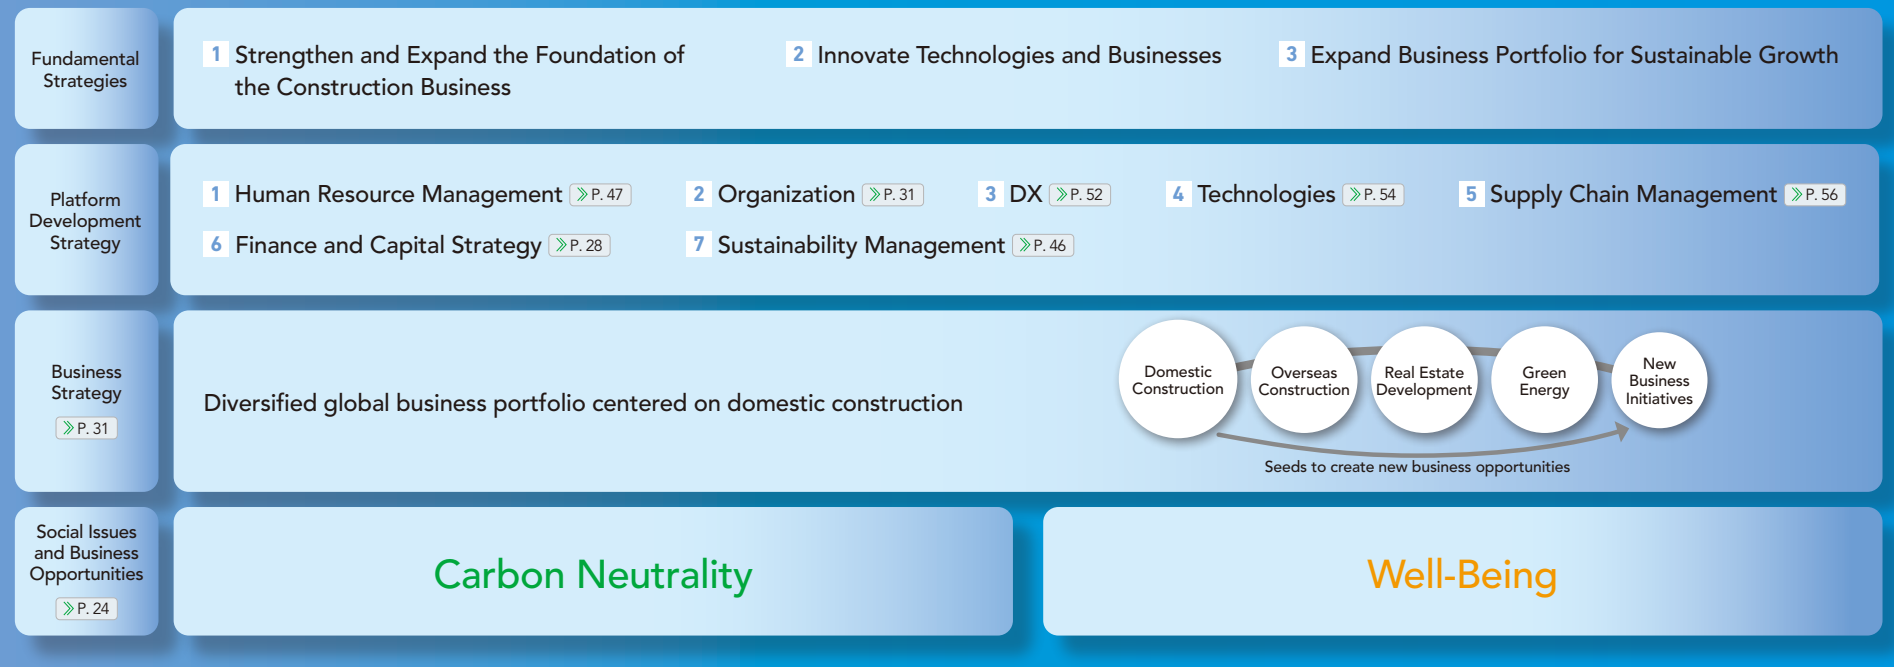 Fundamental
Strategies
1 Strengthen and Expand the Foundation of
the Construction Business
2 Innovate Technologies and Businesses
3 Expand Business Portfolio for Sustainable Growth
Platform
Development
Strategy
1 Human Resource Management P. 47
2 Organization P. 31
3 DX P. 52
4 Technologies P. 54
5 Supply Chain Management P. 56
6 Finance and Capital Strategy P. 28
7 Sustainability Management P. 46
Business
Strategy
P. 31
Diversified global business portfolio centered on domestic construction
Domestic
Construction
Overseas
Construction
Real Estate
Development
Green
Energy
New
Business
Initiatives
Seeds to create new business opportunities
Social Issues
and Business
Opportunities
P. 24
Carbon Neutrality
Well-Being